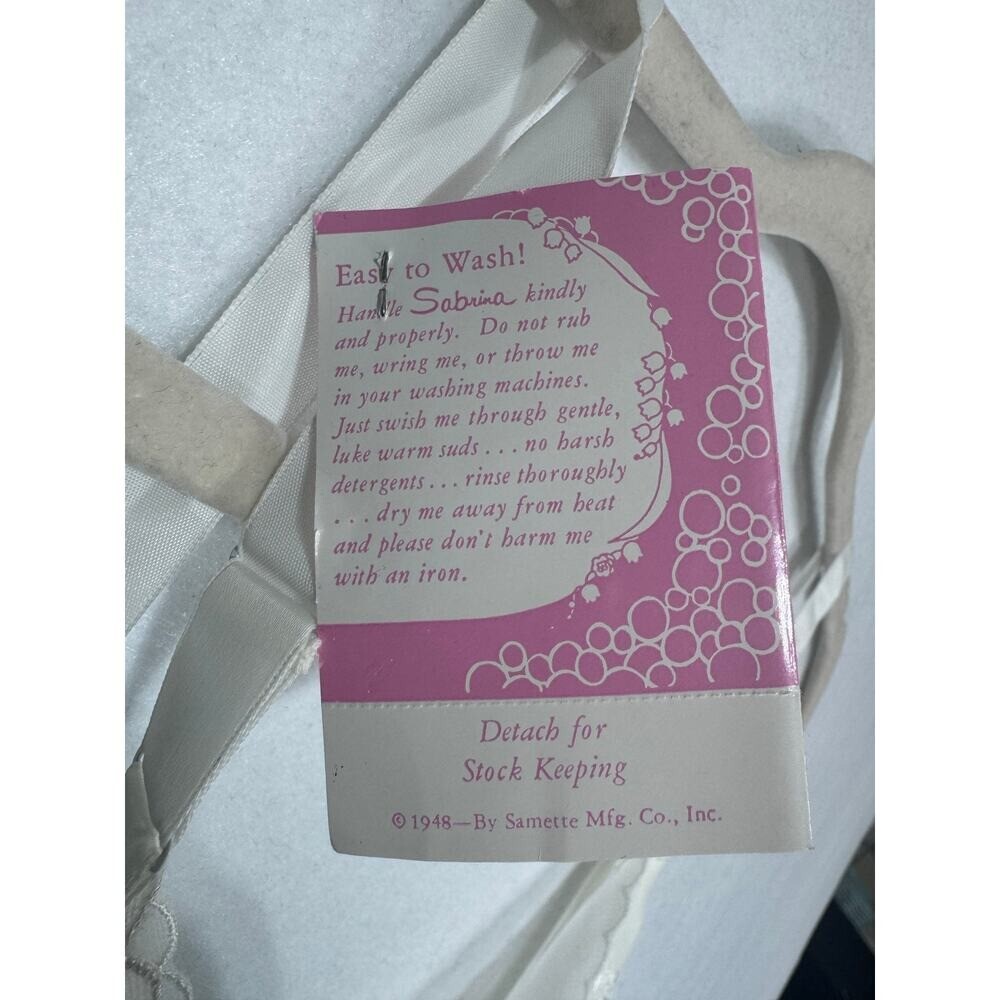 Easy to Wash!
Handle Sabrina kindly
and properly. Do not rub
me, wring me, or throw me
in your washing machines.
Just swish me through gentle,
luke warm suds . . . no harsh
detergents . . . rinse thoroughly
. . . dry me away from heat
and please don't harm me
with an iron.
Detach for
Stock Keeping
© 1948—By Samette Mfg. Co., Inc.